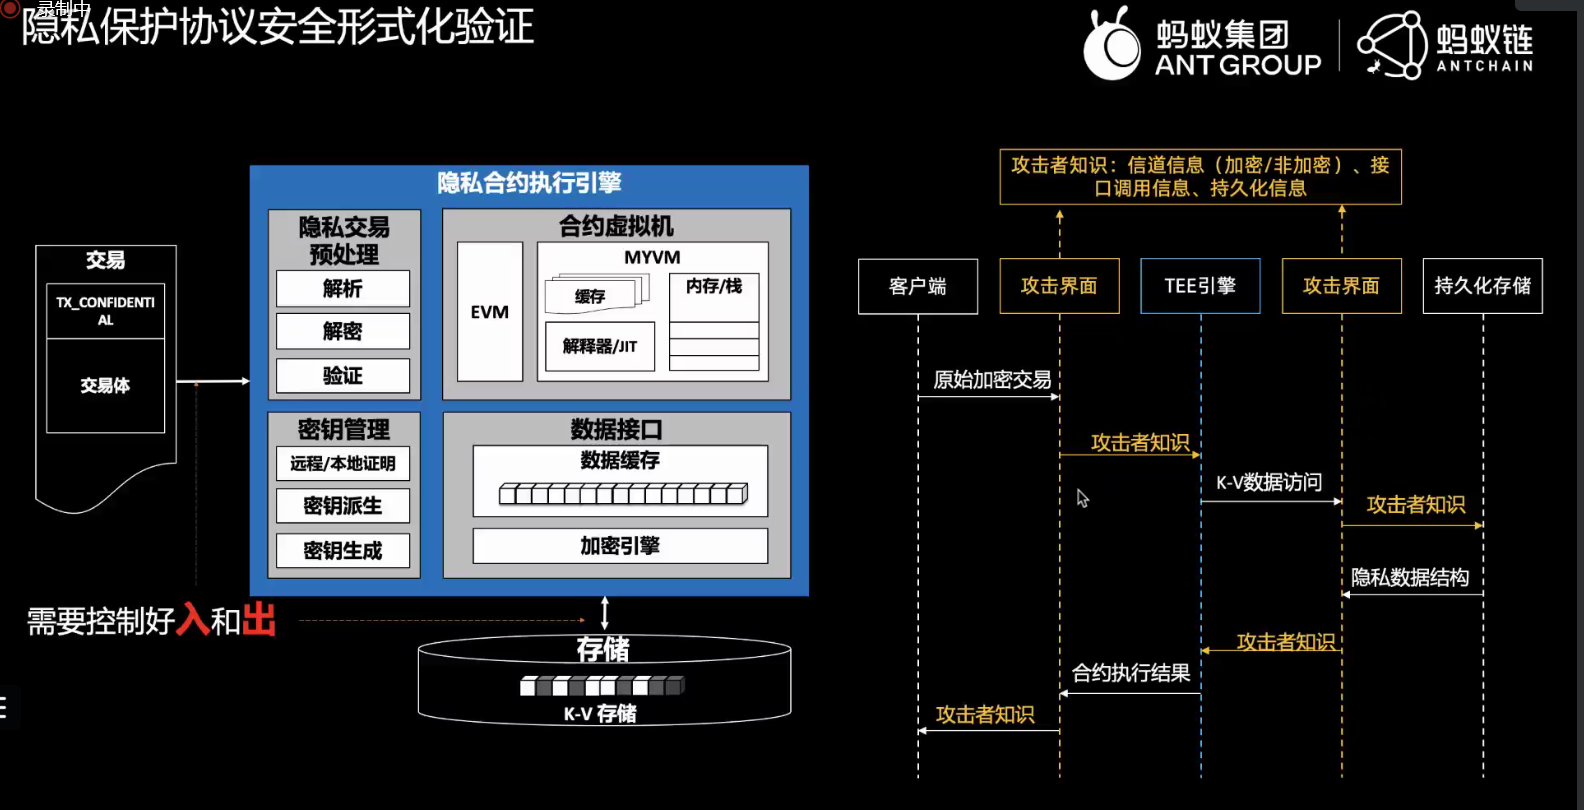 录制中
隐私保护协议安全形式化验证
蚂蚁集团
ANT GROUP
蚂蚁链
ANTCHAIN
交易
TX_CONFIDENTI
AL
交易体
隐私合约执行引擎
隐私交易
预处理
解析
解密
验证
合约虚拟机
EVM
MYVM
缓存
解释器/JIT
内存/栈
密钥管理
远程/本地证明
密钥派生
密钥生成
数据接口
数据缓存
加密引擎
需要控制好入和出
存储
K-V 存储
攻击者知识：信道信息（加密/非加密）、接
口调用信息、持久化信息
客户端
攻击界面
TEE引擎
攻击界面
持久化存储
原始加密交易
攻击者知识
K-V数据访问
攻击者知识
隐私数据结构
攻击者知识
合约执行结果
攻击者知识